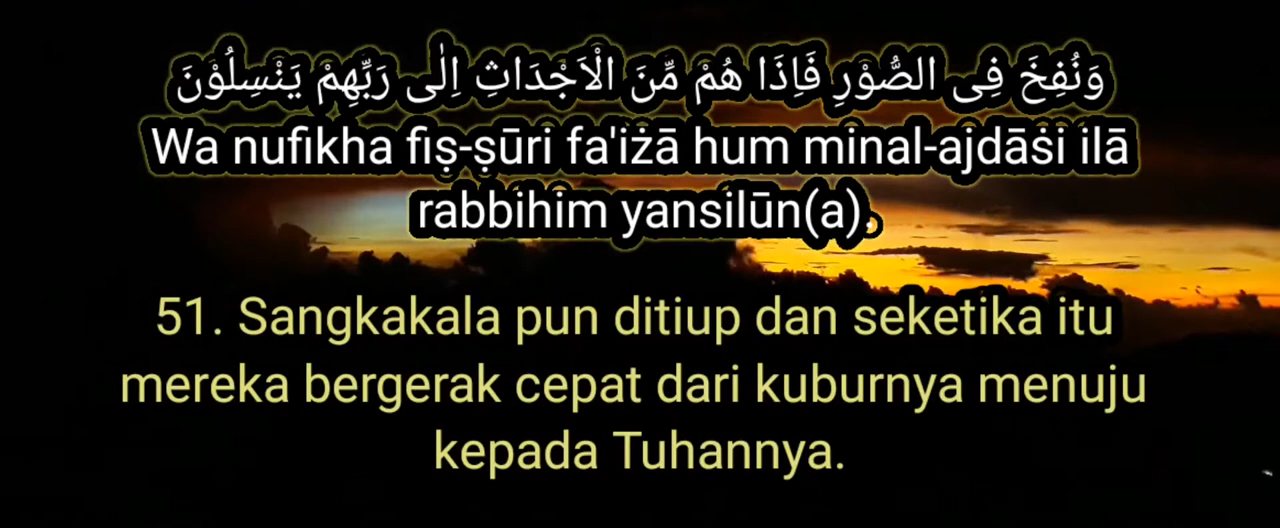 وَنُفِخَ فِى الصُّوْرِ فَاِذَا هُمْ مِّنَ الْاَجْدَاثِ اِلٰى رَبِّهِمْ يَنْسِلُوْنَ
Wa nufikha fiṣ-ṣūri fa'iżā hum minal-ajdāṡi ilā
rabbihim yansilūn(a).
51. Sangkakala pun ditiup dan seketika itu
mereka bergerak cepat dari kuburnya menuju
kepada Tuhannya.